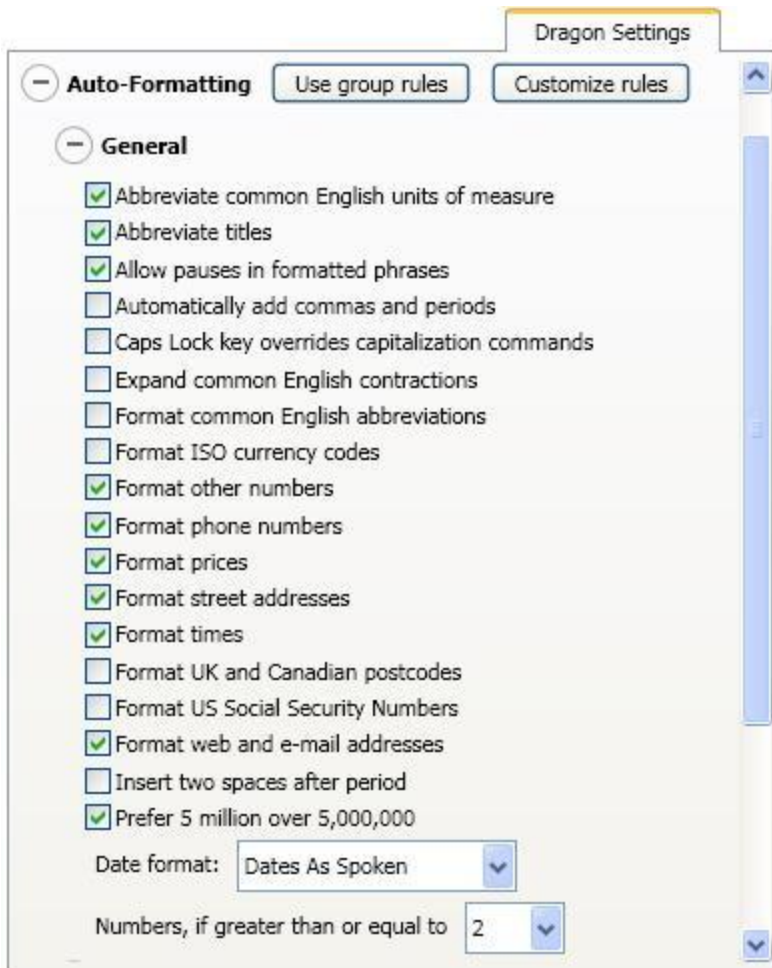 Dragon Settings
Auto-Formatting Use group rules Customize rules
General
Abbreviate common English units of measure
Abbreviate titles
Allow pauses in formatted phrases
Automatically add commas and periods
Caps Lock key overrides capitalization commands
Expand common English contractions
Format common English abbreviations
Format ISO currency codes
Format other numbers
Format phone numbers
Format prices
Format street addresses
Format times
Format UK and Canadian postcodes
Format US Social Security Numbers
Format web and e-mail addresses
Insert two spaces after period
Prefer 5 million over 5,000,000
Date format: Dates As Spoken
Numbers, if greater than or equal to 2